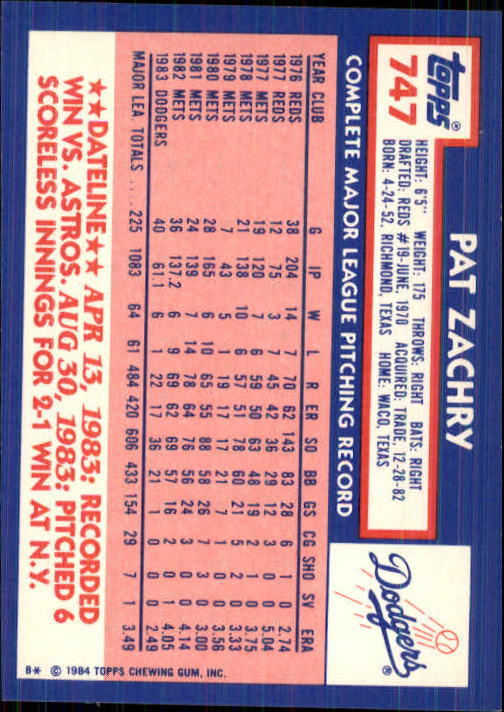 topps®
747
PAT ZACHRY
HEIGHT: 6'5" WEIGHT: 175 THROWS: RIGHT BATS: RIGHT
DRAFTED: REDS #19-JUNE, 1970 ACQUIRED: TRADE, 12-28-82
BORN: 4-24-52, RICHMOND, TEXAS HOME: WACO, TEXAS
Dodgers®
COMPLETE MAJOR LEAGUE PITCHING RECORD
YEAR CLUB G IP W L R ER SO BB GS CG SHO SV ERA
1976 REDS 38 204 14 7 70 62 143 83 28 6 1 0 2.74
1977 REDS 12 75 3 7 45 42 36 29 12 3 0 0 5.04
1977 METS 19 120 7 6 59 50 63 48 19 2 1 0 3.75
1978 METS 21 138 10 6 57 51 78 60 21 5 2 0 3.33
1979 METS 7 43 5 1 19 17 17 21 7 1 0 0 3.56
1980 METS 28 165 6 10 65 55 88 58 26 7 3 0 3.00
1981 METS 24 139 7 14 78 64 76 56 24 3 0 0 4.14
1982 METS 36 137.2 6 9 69 62 69 57 16 2 0 1 4.05
1983 DODGERS 40 61.1 6 1 22 17 36 21 1 0 0 0 2.49
MAJOR LEA. TOTALS .... 225 1083 64 61 484 420 606 433 154 29 7 1 3.49
★★DATELINE★★ APR 13, 1983: RECORDED
WIN VS. ASTROS. AUG 30, 1983: PITCHED 6
SCORELESS INNINGS FOR 2-1 WIN AT N.Y.
B* © 1984 TOPPS CHEWING GUM, INC.